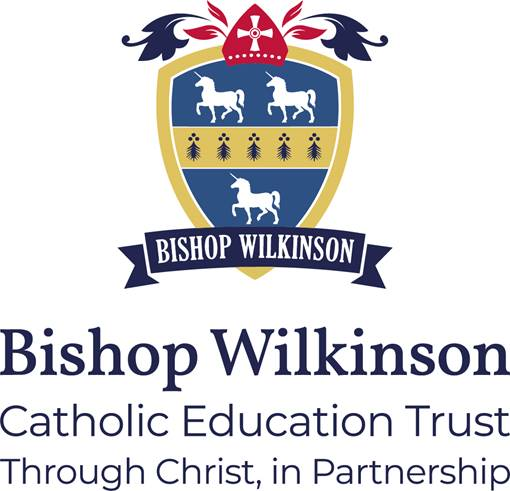 BISHOP WILKINSON
Bishop Wilkinson
Catholic Education Trust
Through Christ, in Partnership